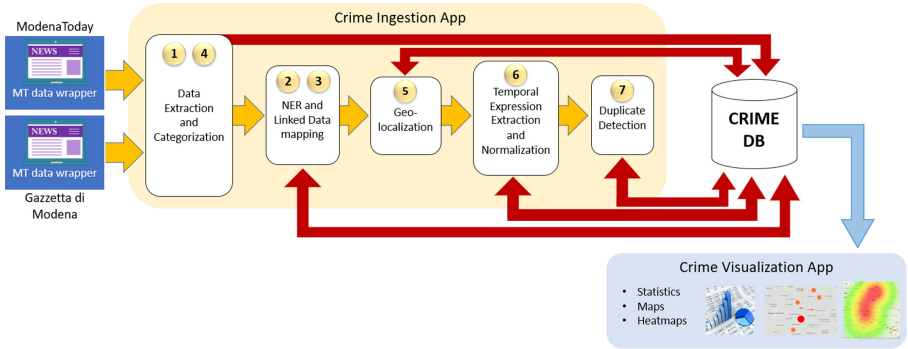 ModenaToday
NEWS
MT data wrapper
NEWS
MT data wrapper
Gazzetta di
Modena
Crime Ingestion App
1 4
Data
Extraction
and
Categorization
2 3
NER and
Linked Data
mapping
5
Geo-
localization
6
Temporal
Expression
Extraction
and
Normalization
7
Duplicate
Detection
CRIME
DB
Crime Visualization App
• Statistics
• Maps
• Heatmaps